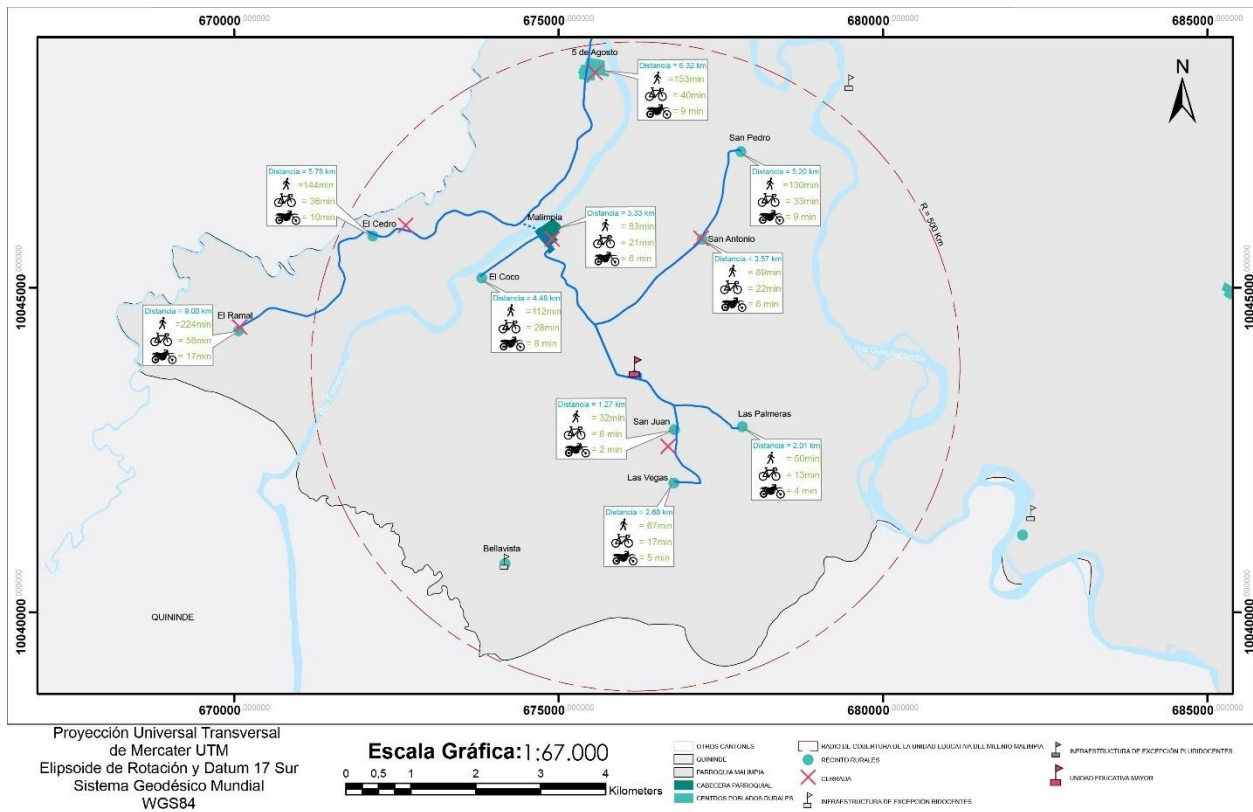 670000.000000
675000.000000
680000.000000
685000.000000
5 de Agosto
Distancia = 6.32 km
=153min
= 40min
= 9 min
N
San Pedro
Distancia = 5.20 km
=130min
= 33min
= 9 min
Distancia = 5.78 km
=144min
= 36min
=10min
El Cedro
Malimpia
Distancia = 3.33 km
= 83min
= 21min
= 6 min
San Antonio
R = 500 Km
Distancia = 3.57 km
= 89min
= 22min
= 6 min
El Coco
Distancia = 4.48 km
=112min
= 28min
= 8 min
10045000.000000
10045000.000000
El Ramal
Distancia = 9.00 km
=224min
= 56min
=17min
Río Esmeraldas
Río Guayllabamba
Distancia = 1.27 km
= 32min
= 8 min
= 2 min
San Juan
Las Palmeras
Distancia = 2.01 km
= 50min
= 13min
= 4 min
Las Vegas
Distancia = 2.68 km
= 67min
= 17min
= 5 min
Bellavista
QUININDE
10040000.000000
10040000.000000
670000.000000
675000.000000
680000.000000
685000.000000
Proyección Universal Transversal
de Mercater UTM
Elipsoide de Rotación y Datum 17 Sur
Sistema Geodésico Mundial
WGS84
Escala Gráfica:1:67.000
0 0,5 1 2 3 4
Kilometers
OTROS CANTONES
QUININDE
PARROQUIA MALIMPIA
CABECERA PARROQUIAL
CENTROS POBLADOS RURALES
RADIO DE COBERTURA DE LA UNIDAD EDUCATIVA DEL MILENIO MALIMPIA
RECINTO RURALES
CERRADA
INFRAESTRUCTURA DE EXCEPCIÓN BIDOCENTES
INFRAESTRUCTURA DE EXCEPCIÓN PLURIDOCENTES
UNIDAD EDUCATIVA MAYOR